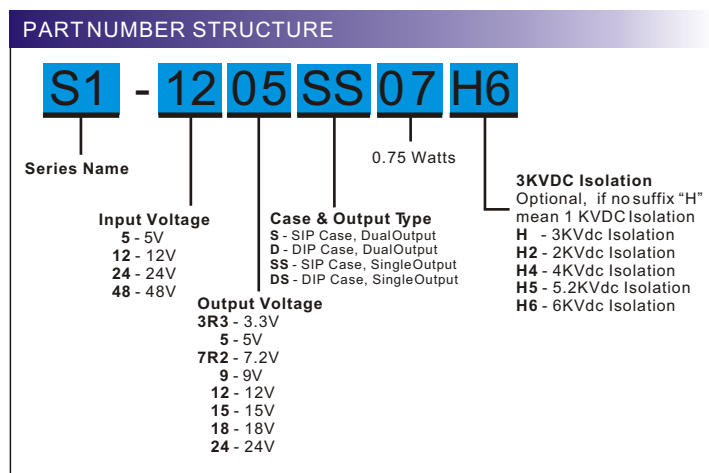 PART NUMBER STRUCTURE
S1 - 12 05 SS 07 H6
Series Name
0.75 Watts
Input Voltage
5 - 5V
12 - 12V
24 - 24V
48 - 48V
Case & Output Type
S - SIP Case, Dual Output
D - DIP Case, Dual Output
SS - SIP Case, Single Output
DS - DIP Case, Single Output
Output Voltage
3R3 - 3.3V
5 - 5V
7R2 - 7.2V
9 - 9V
12 - 12V
15 - 15V
18 - 18V
24 - 24V
3KVDC Isolation
Optional, if no suffix “H”
mean 1 KVDC Isolation
H - 3KVdc Isolation
H2 - 2KVdc Isolation
H4 - 4KVdc Isolation
H5 - 5.2KVdc Isolation
H6 - 6KVdc Isolation